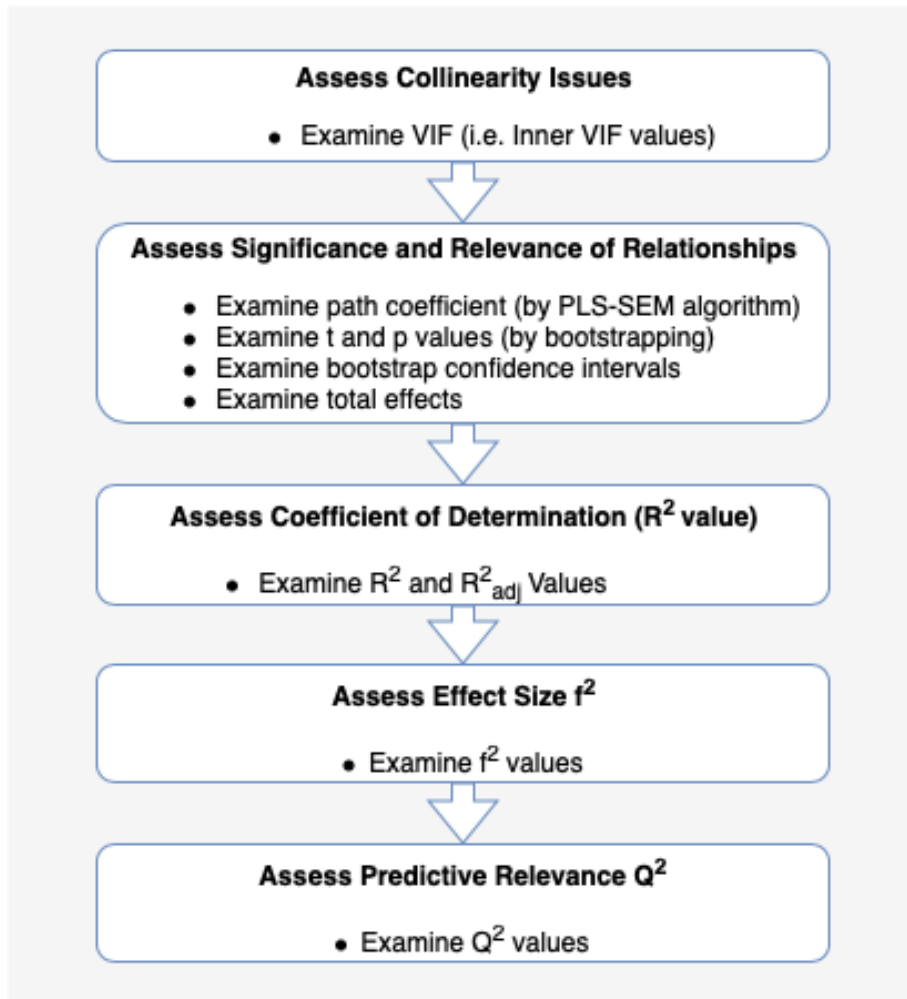 Assess Collinearity Issues
• Examine VIF (i.e. Inner VIF values)
Assess Significance and Relevance of Relationships
• Examine path coefficient (by PLS-SEM algorithm)
• Examine t and p values (by bootstrapping)
• Examine bootstrap confidence intervals
• Examine total effects
Assess Coefficient of Determination (R² value)
• Examine R² and R²adj Values
Assess Effect Size f²
• Examine f² values
Assess Predictive Relevance Q²
• Examine Q² values